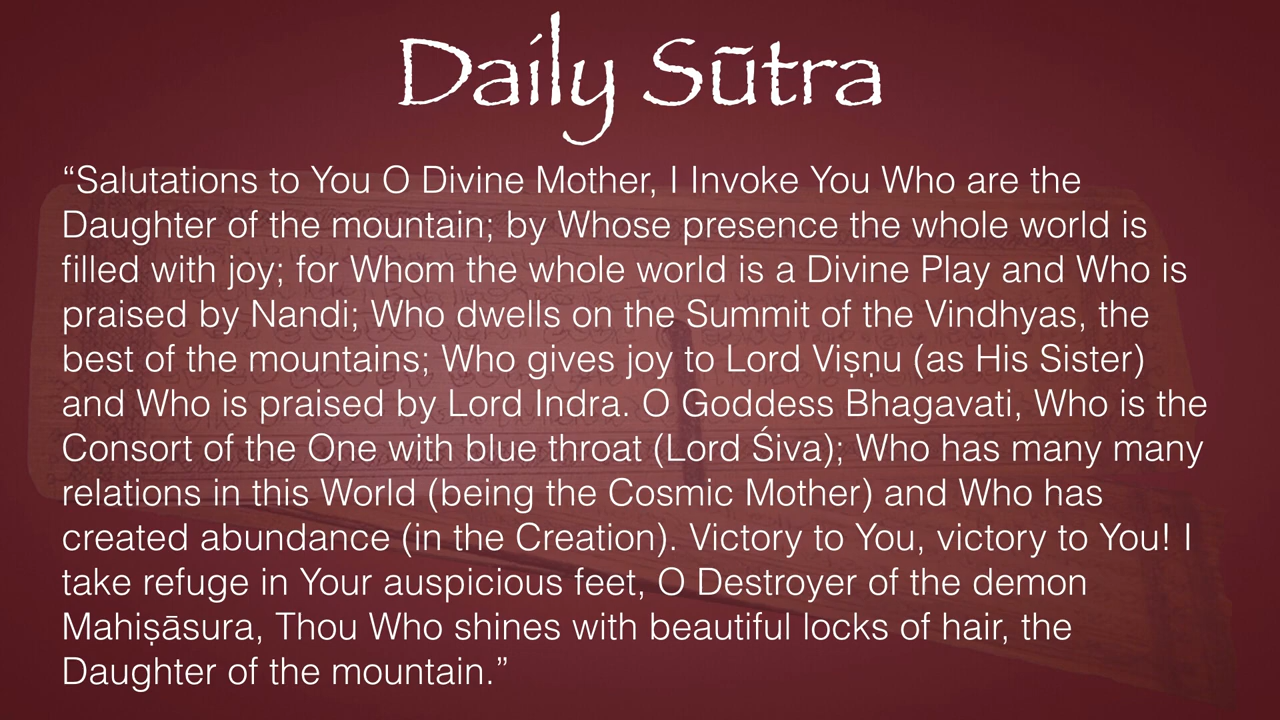 Daily Sūtra
“Salutations to You O Divine Mother, I Invoke You Who are the
Daughter of the mountain; by Whose presence the whole world is
filled with joy; for Whom the whole world is a Divine Play and Who is
praised by Nandi; Who dwells on the Summit of the Vindhyas, the
best of the mountains; Who gives joy to Lord Viṣṇu (as His Sister)
and Who is praised by Lord Indra. O Goddess Bhagavati, Who is the
Consort of the One with blue throat (Lord Śiva); Who has many many
relations in this World (being the Cosmic Mother) and Who has
created abundance (in the Creation). Victory to You, victory to You! I
take refuge in Your auspicious feet, O Destroyer of the demon
Mahiṣāsura, Thou Who shines with beautiful locks of hair, the
Daughter of the mountain.”